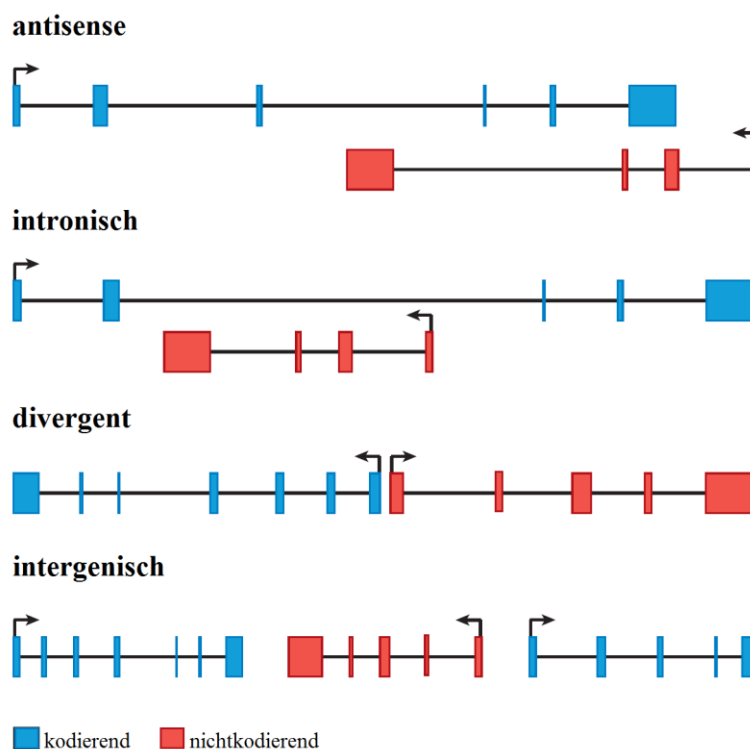 antisense
intronisch
divergent
intergenisch
kodierend nichtkodierend